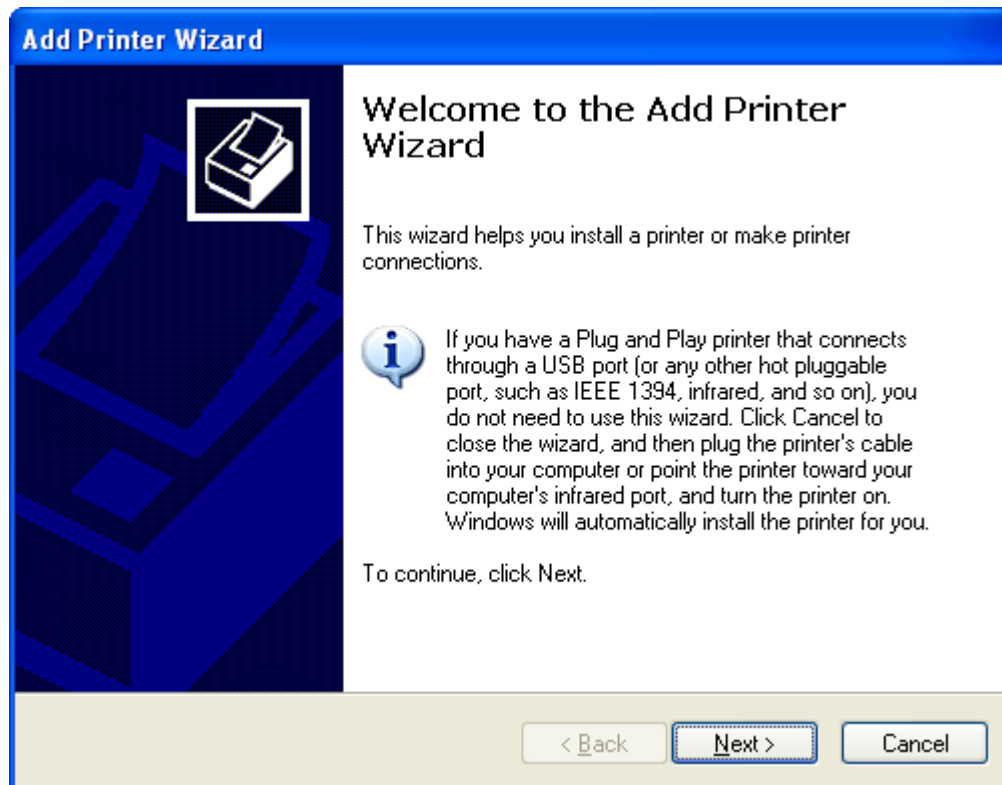 Add Printer Wizard
Welcome to the Add Printer
Wizard
This wizard helps you install a printer or make printer
connections.
If you have a Plug and Play printer that connects
through a USB port (or any other hot pluggable
port, such as IEEE 1394, infrared, and so on), you
do not need to use this wizard. Click Cancel to
close the wizard, and then plug the printer's cable
into your computer or point the printer toward your
computer's infrared port, and turn the printer on.
Windows will automatically install the printer for you.
To continue, click Next.
< Back
Next >
Cancel